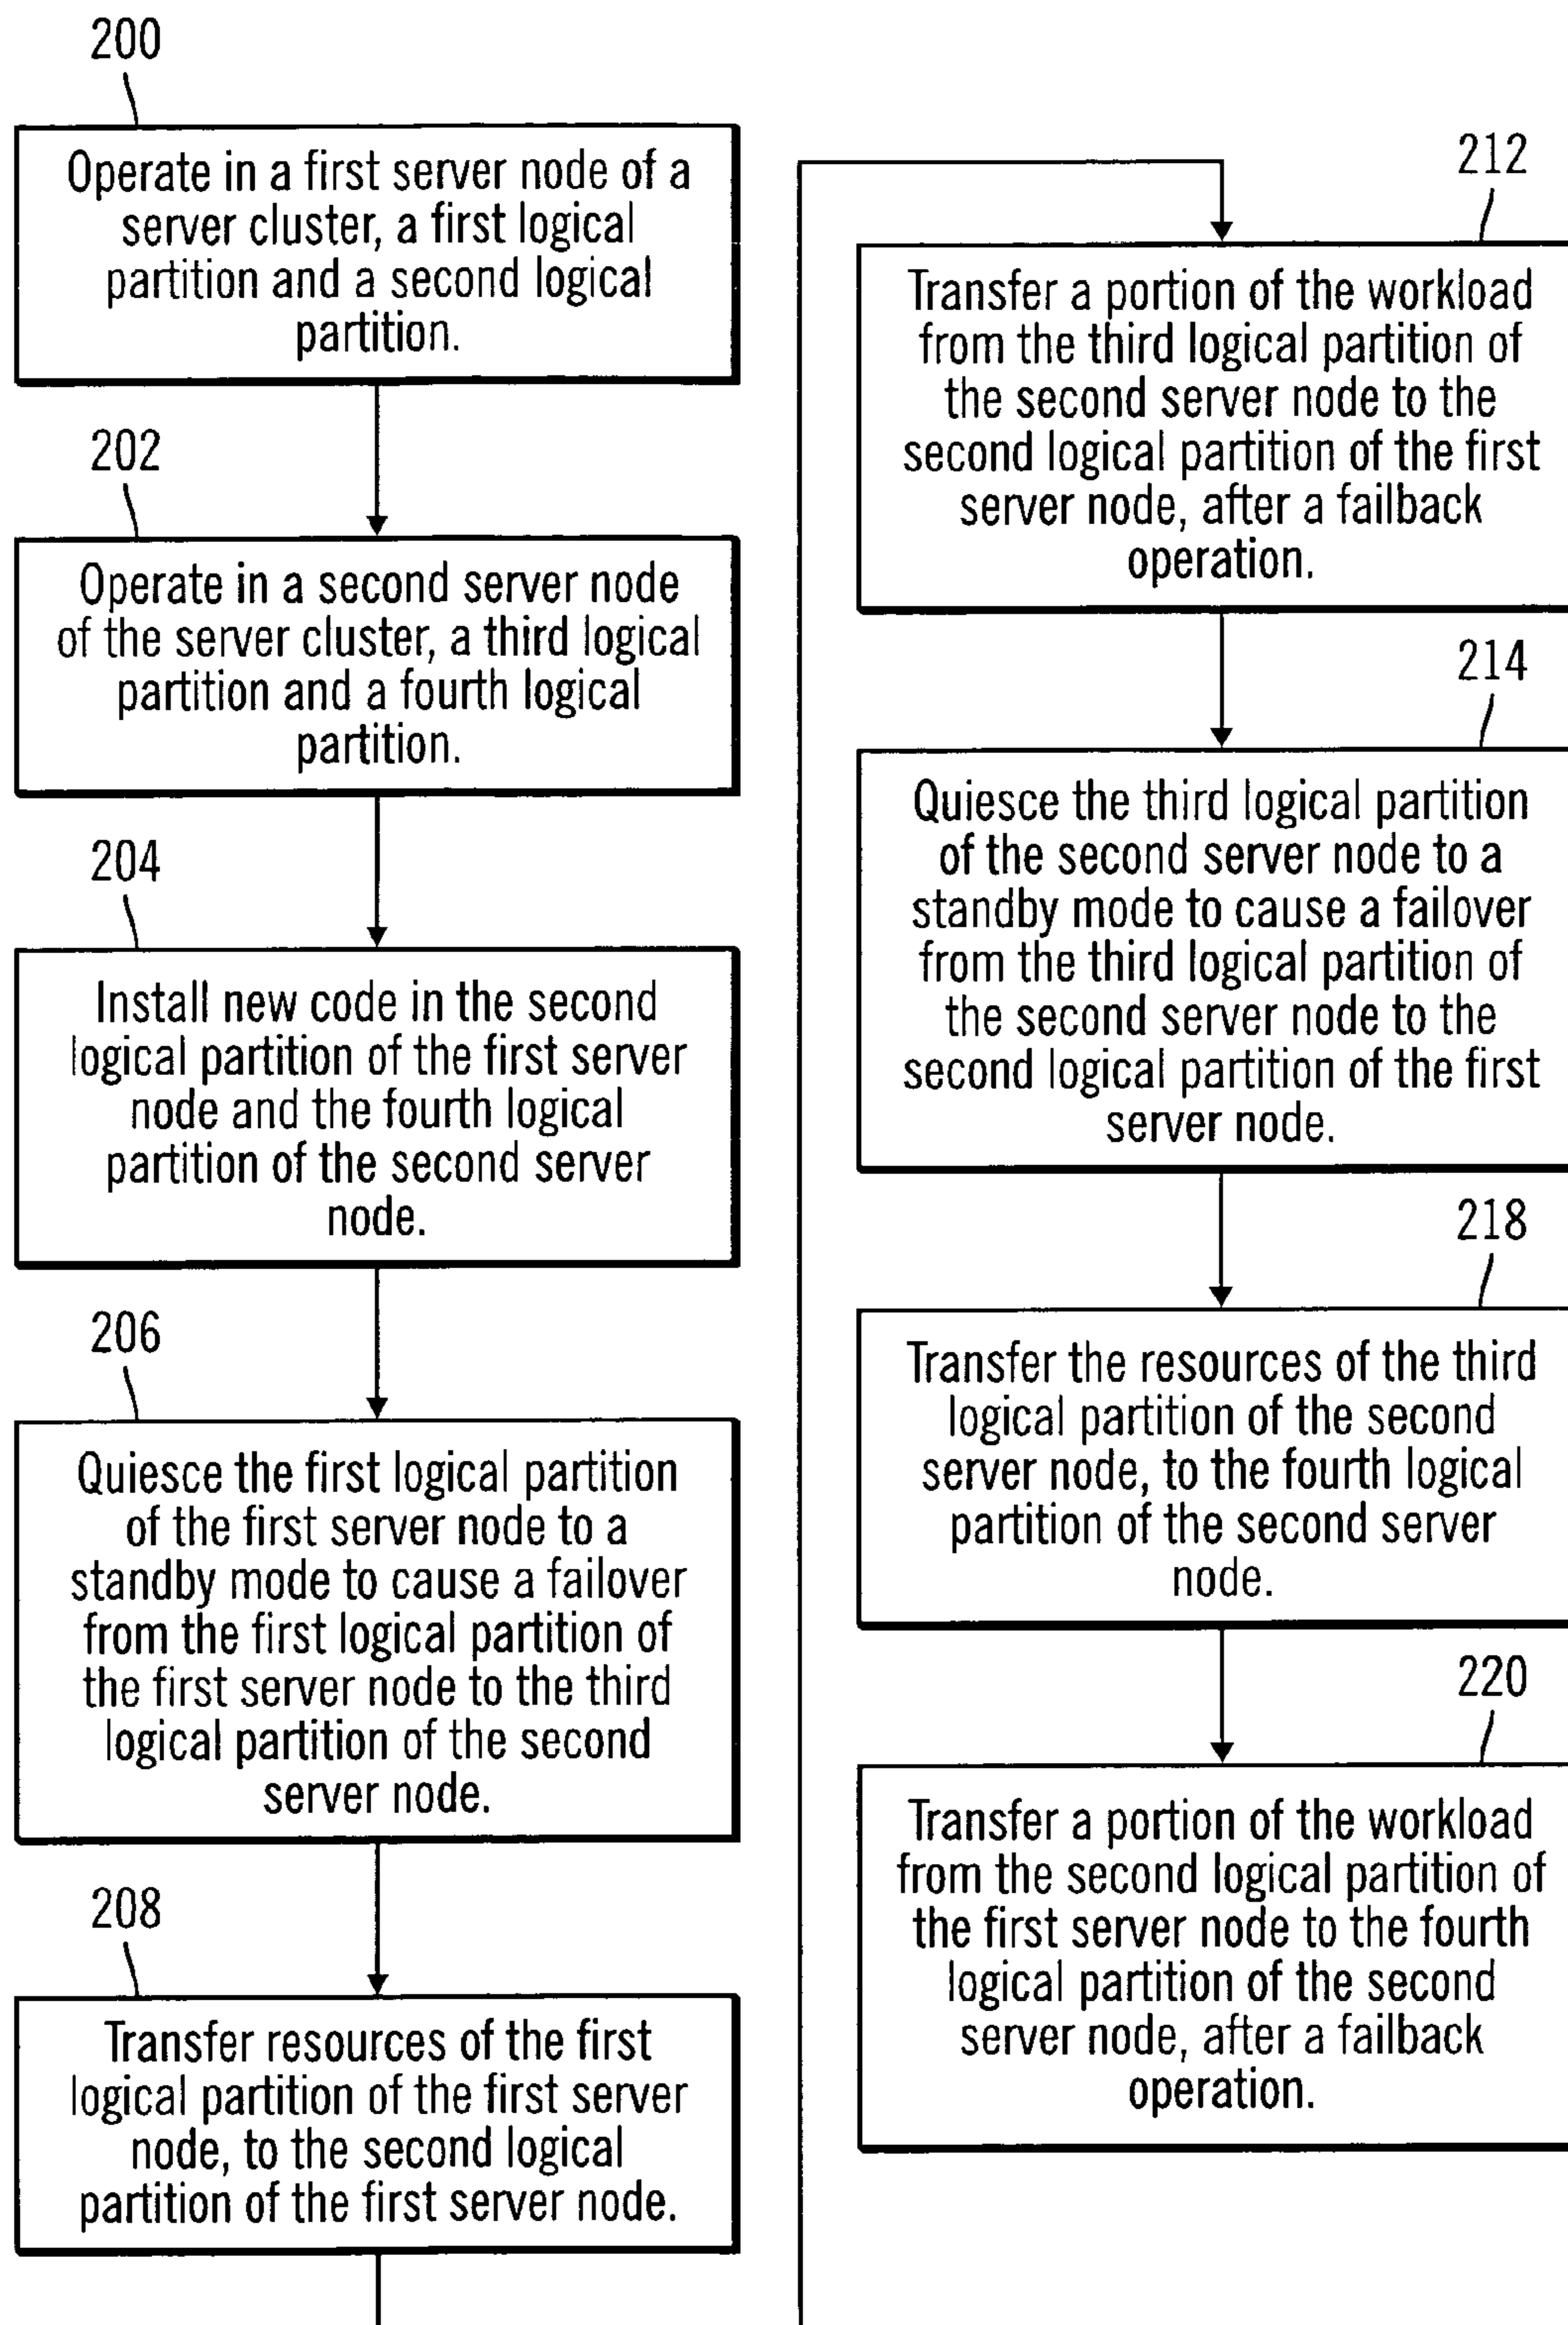 200
Operate in a first server node of a
server cluster, a first logical
partition and a second logical
partition.
202
Operate in a second server node
of the server cluster, a third logical
partition and a fourth logical
partition.
204
Install new code in the second
logical partition of the first server
node and the fourth logical
partition of the second server
node.
206
Quiesce the first logical partition
of the first server node to a
standby mode to cause a failover
from the first logical partition of
the first server node to the third
logical partition of the second
server node.
208
Transfer resources of the first
logical partition of the first server
node, to the second logical
partition of the first server node.
212
Transfer a portion of the workload
from the third logical partition of
the second server node to the
second logical partition of the first
server node, after a failback
operation.
214
Quiesce the third logical partition
of the second server node to a
standby mode to cause a failover
from the third logical partition of
the second server node to the
second logical partition of the first
server node.
218
Transfer the resources of the third
logical partition of the second
server node, to the fourth logical
partition of the second server
node.
220
Transfer a portion of the workload
from the second logical partition of
the first server node to the fourth
logical partition of the second
server node, after a failback
operation.